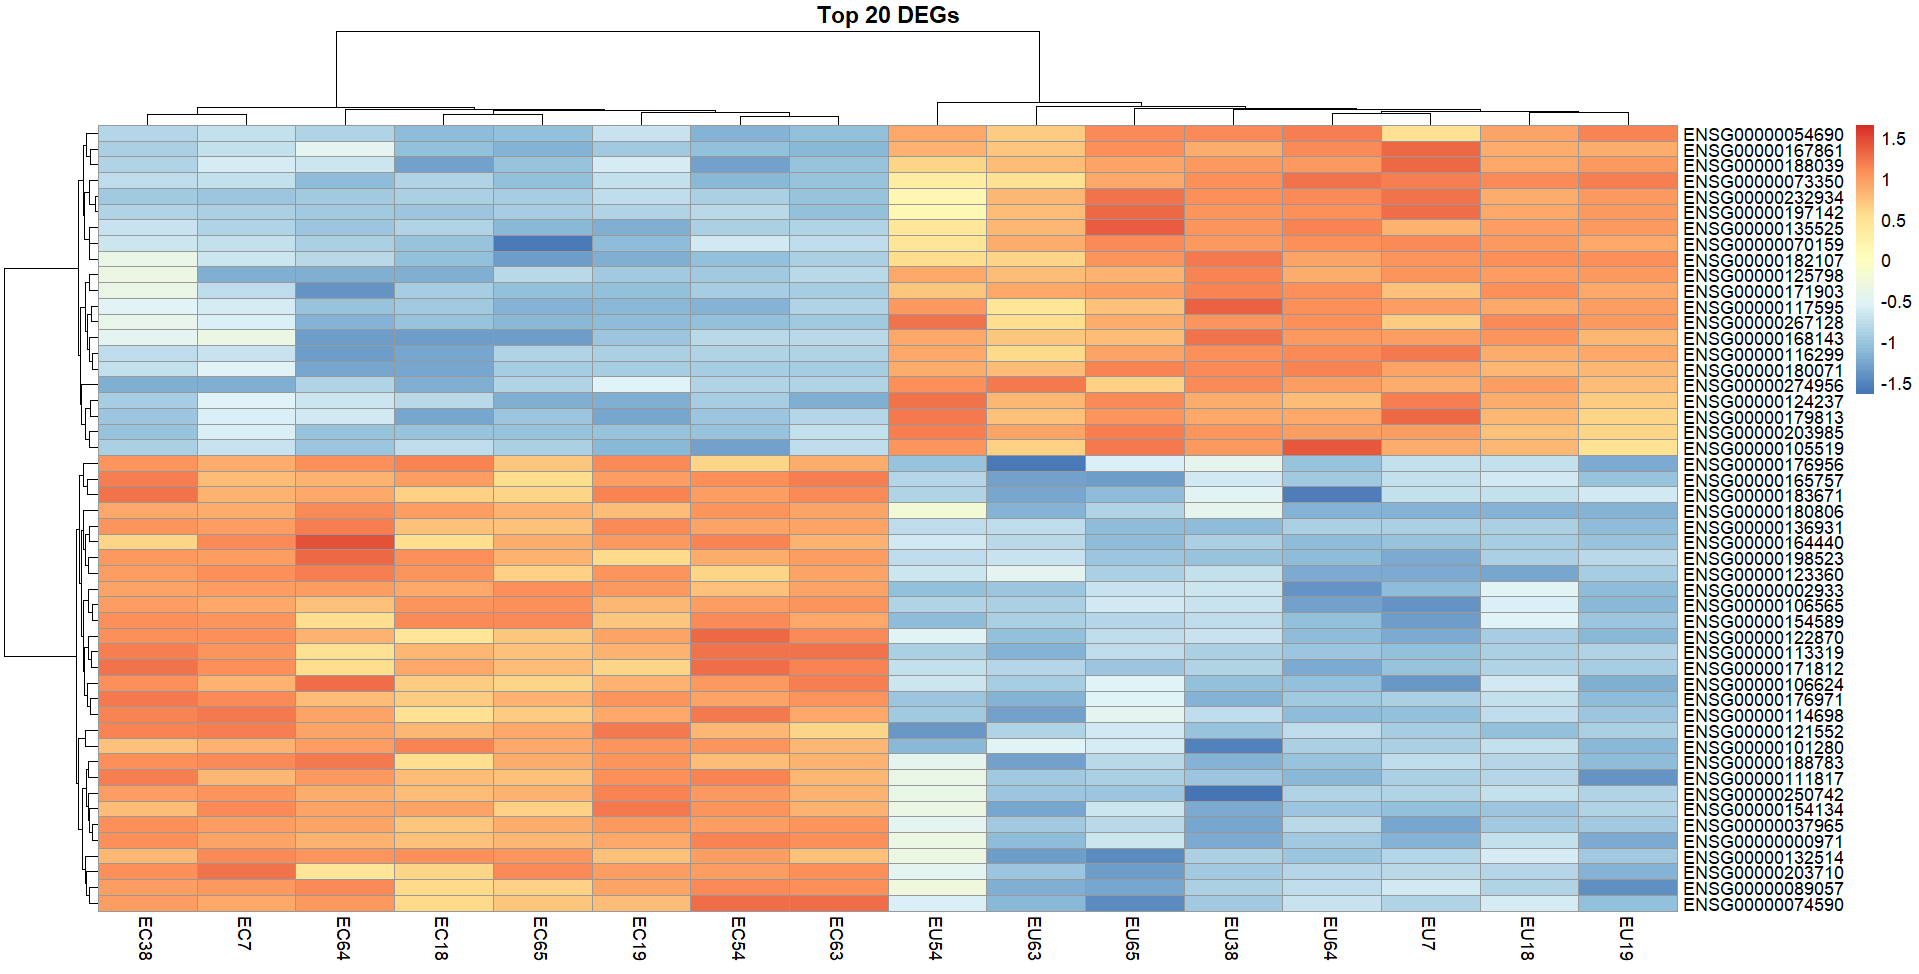 Top 20 DEGs
ENSG00000054690
ENSG00000167861
ENSG00000188039
ENSG00000073350
ENSG00000232934
ENSG00000197142
ENSG00000135525
ENSG00000070159
ENSG00000182107
ENSG00000125798
ENSG00000171903
ENSG00000117595
ENSG00000267128
ENSG00000168143
ENSG00000116299
ENSG00000180071
ENSG00000274956
ENSG00000124237
ENSG00000179813
ENSG00000203985
ENSG00000105519
ENSG00000176956
ENSG00000165757
ENSG00000183671
ENSG00000180806
ENSG00000136931
ENSG00000164440
ENSG00000198523
ENSG00000123360
ENSG00000002933
ENSG00000106565
ENSG00000154589
ENSG00000122870
ENSG00000113319
ENSG00000171812
ENSG00000106624
ENSG00000176971
ENSG00000114698
ENSG00000121552
ENSG00000101280
ENSG00000188783
ENSG00000111817
ENSG00000250742
ENSG00000154134
ENSG00000037965
ENSG00000000971
ENSG00000132514
ENSG00000203710
ENSG00000089057
ENSG00000074590
1.5
1
0.5
0
-0.5
-1
-1.5
EC38
EC7
EC64
EC18
EC65
EC19
EC54
EC63
EU54
EU63
EU65
EU38
EU64
EU7
EU18
EU19